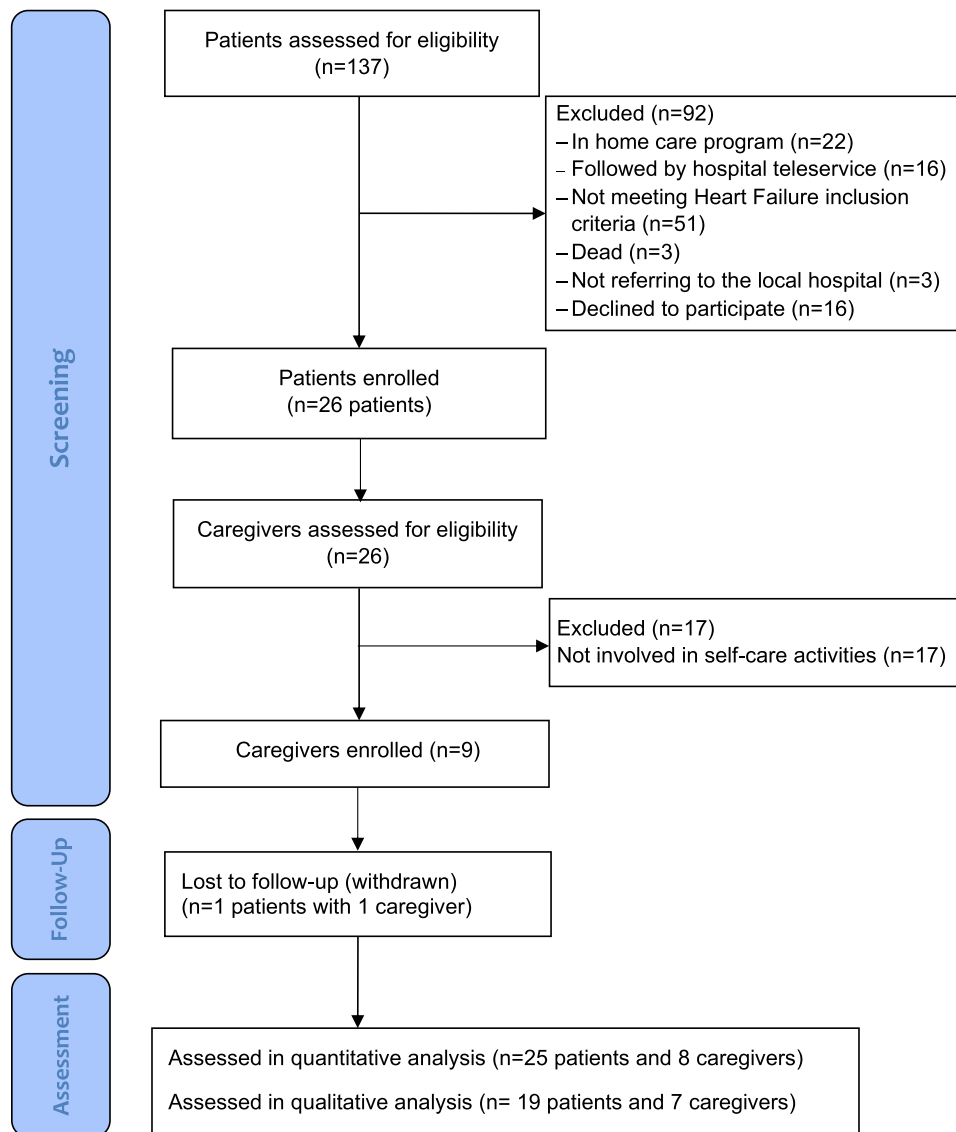 Screening
Follow-Up
Assessment
Patients assessed for eligibility
(n=137)
Excluded (n=92)
–In home care program (n=22)
– Followed by hospital teleservice (n=16)
–Not meeting Heart Failure inclusion
criteria (n=51)
–Dead (n=3)
–Not referring to the local hospital (n=3)
–Declined to participate (n=16)
Patients enrolled
(n=26 patients)
Caregivers assessed for eligibility
(n=26)
Excluded (n=17)
Not involved in self-care activities (n=17)
Caregivers enrolled (n=9)
Lost to follow-up (withdrawn)
(n=1 patients with 1 caregiver)
Assessed in quantitative analysis (n=25 patients and 8 caregivers)
Assessed in qualitative analysis (n= 19 patients and 7 caregivers)